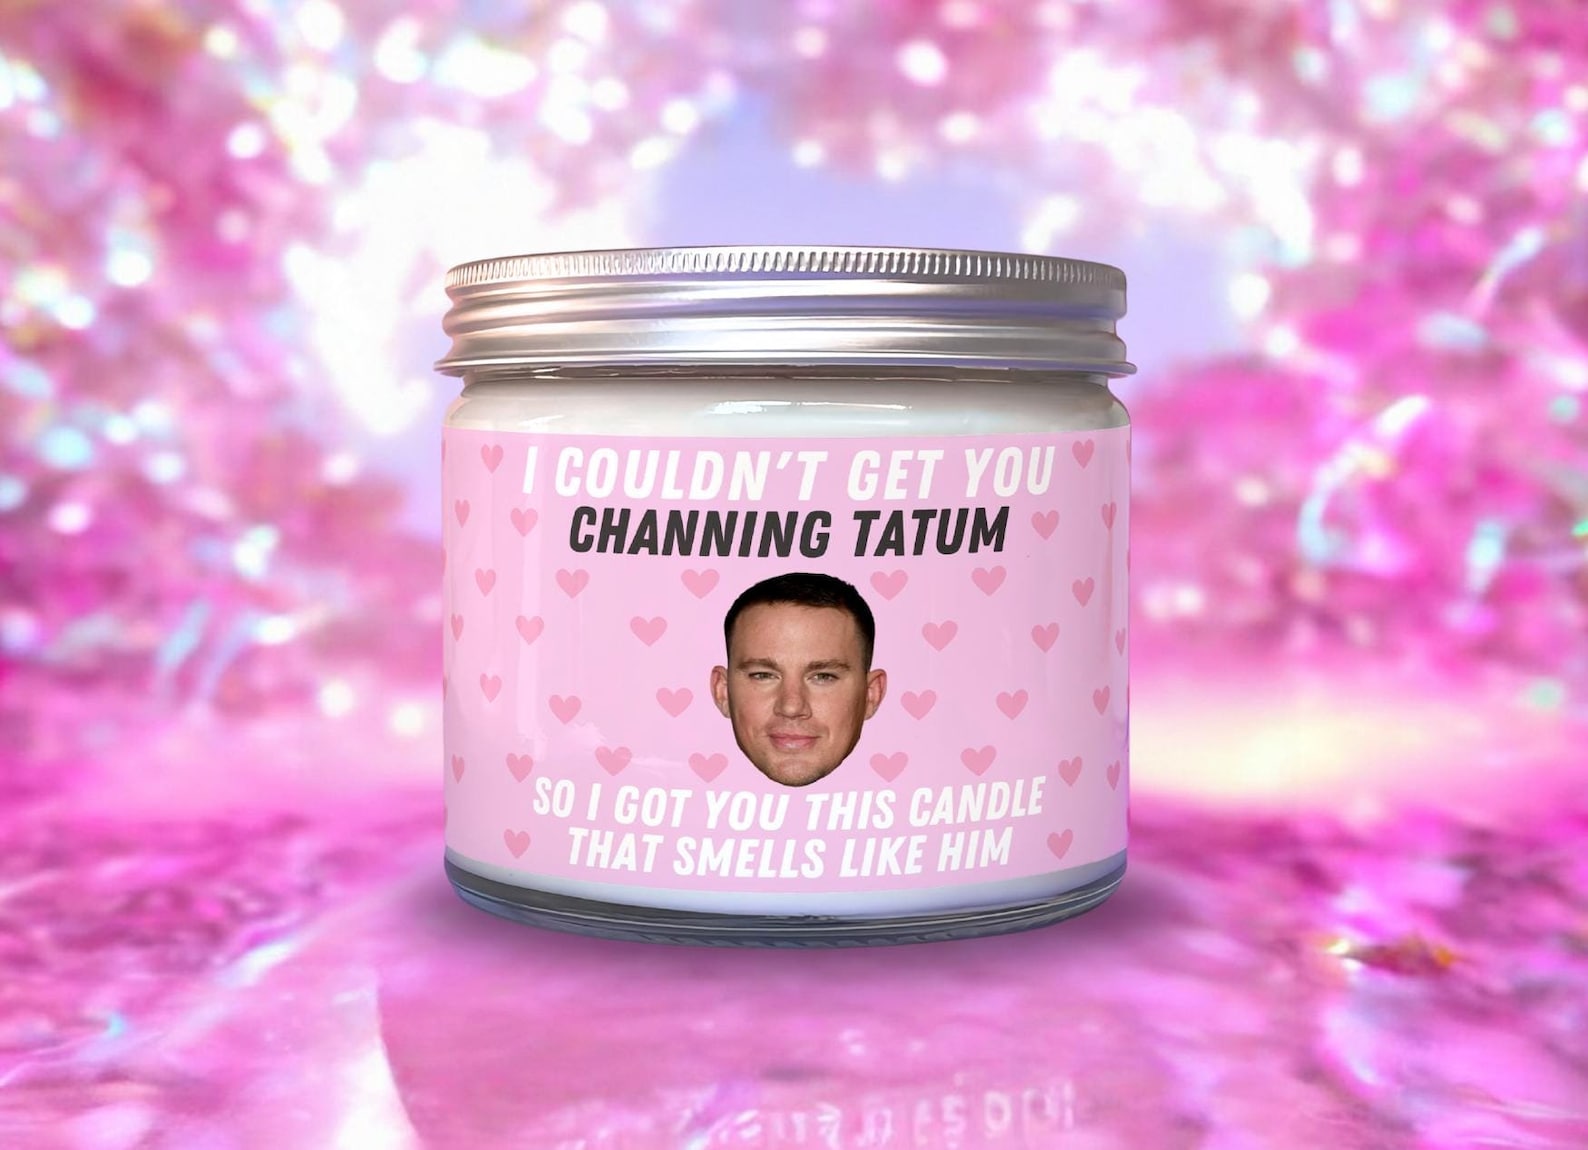 I COULDN'T GET YOU
CHANNING TATUM
SO I GOT YOU THIS CANDLE
THAT SMELLS LIKE HIM